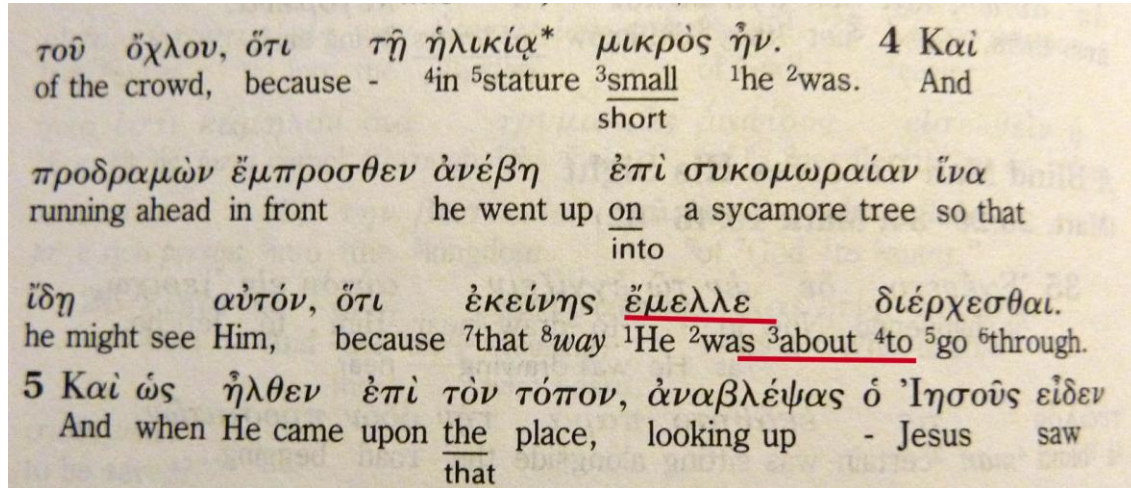 τοῦ ὄχλου, ὅτι τῇ ἡλικίᾳ* μικρὸς ἦν. 4 Καὶ
of the crowd, because - ⁴in ⁵stature ³small ¹he ²was. And
short
προδραμὼν ἔμπροσθεν ἀνέβη ἐπὶ συκομωραίαν ἵνα
running ahead in front he went up on a sycamore tree so that
into
ἴδῃ αὐτόν, ὅτι ἐκείνης ἔμελλε διέρχεσθαι.
he might see Him, because ⁷that ⁸way ¹He ²was ³about ⁴to ⁵go ⁶through.
5 Καὶ ὡς ἦλθεν ἐπὶ τὸν τόπον, ἀναβλέψας ὁ Ἰησοῦς εἶδεν
And when He came upon the place, looking up - Jesus saw
that